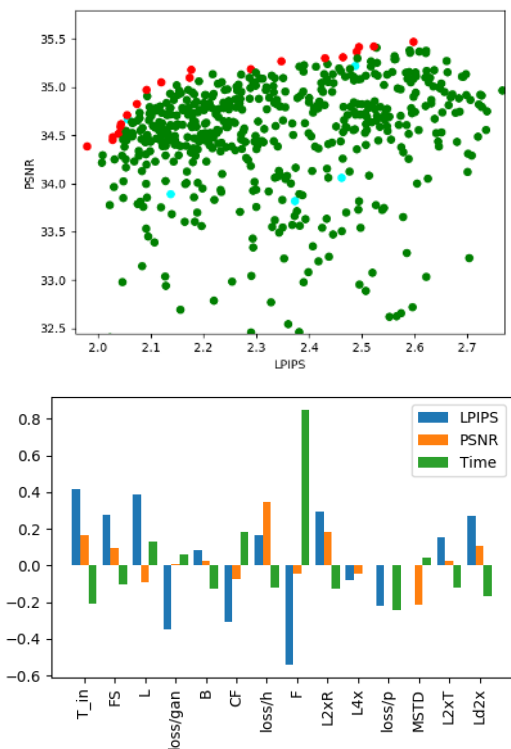 35.5
35.0
34.5
34.0
33.5
33.0
32.5
PSNR
2.0 2.1 2.2 2.3 2.4 2.5 2.6 2.7
LPIPS
0.8
0.6
0.4
0.2
0.0
−0.2
−0.4
−0.6
LPIPS
PSNR
Time
T_in
FS
L
loss/gan
B
CF
loss/h
F
L2xR
L4x
loss/p
MSTD
L2xT
Ld2x